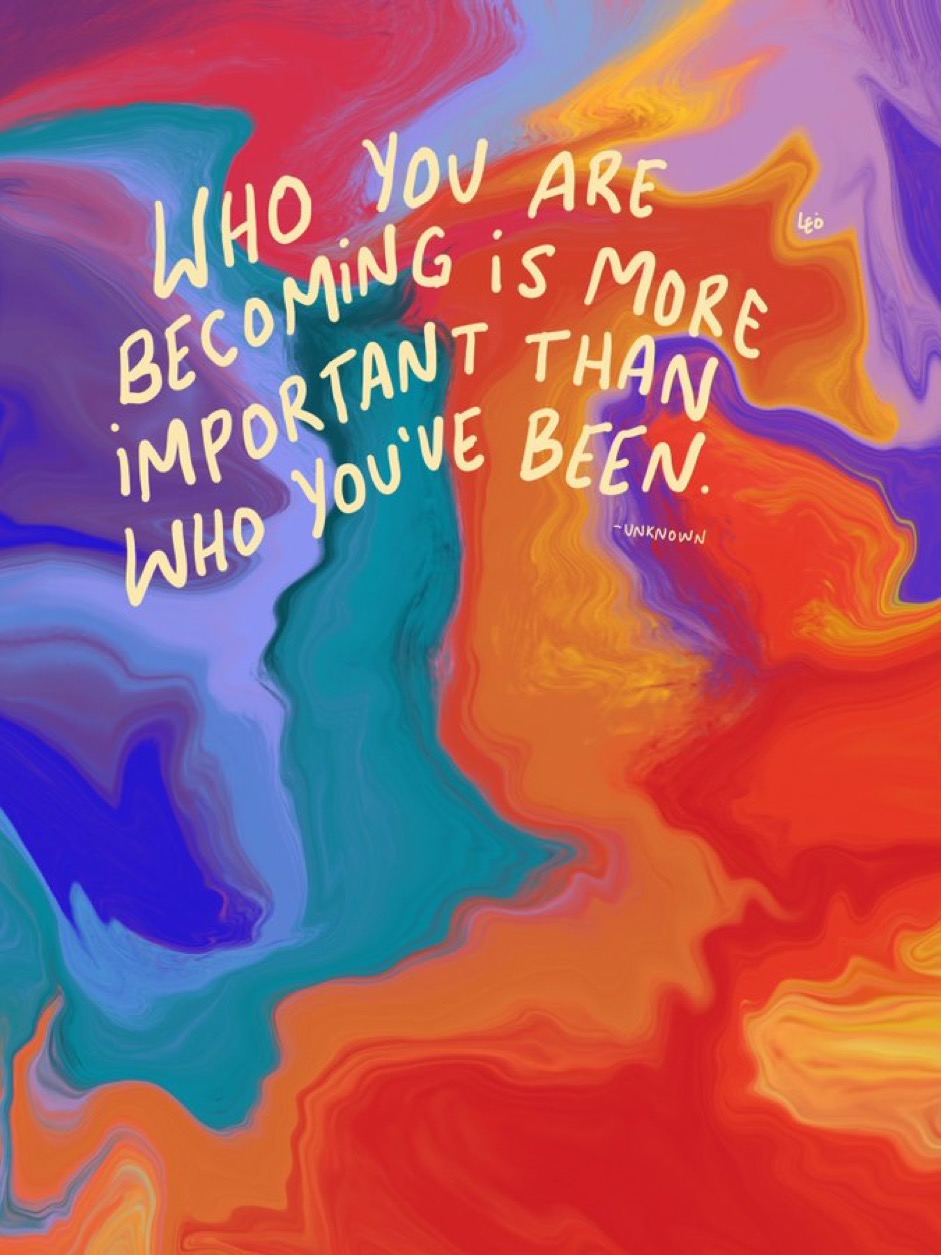 WHO YOU ARE
BECOMING IS MORE
IMPORTANT THAN
WHO YOU'VE BEEN.
~UNKNOWN
LEO